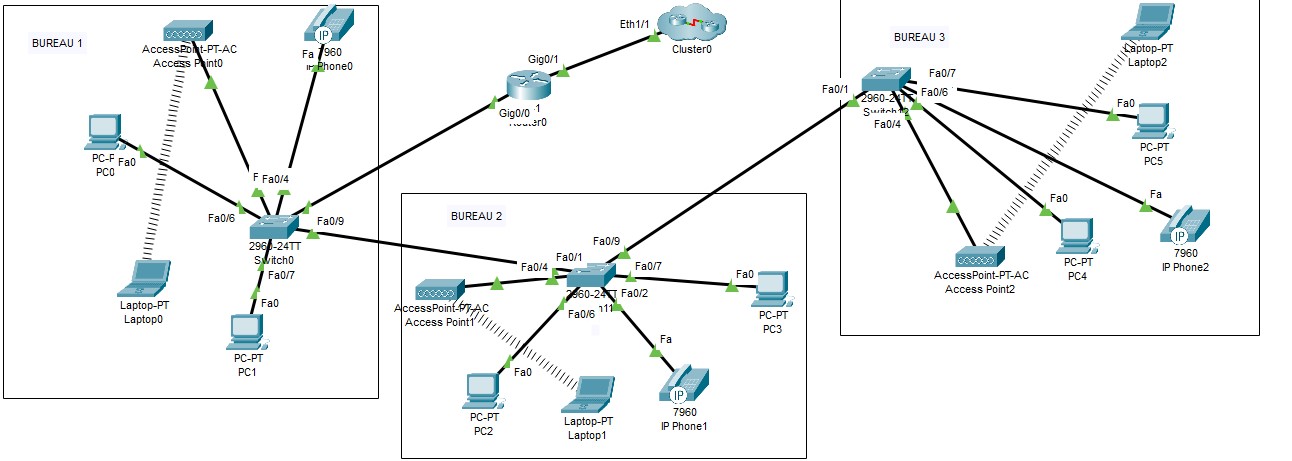 BUREAU 1
AccessPoint-PT-AC
Access Point0
IP
7960
IP Phone0
Fa
PC0
Fa0
Fa0/4
Fa0/6
Fa0/9
2960-24TT
Switch0
Fa0/7
Fa0
Laptop-PT
Laptop0
PC-PT
PC1
Eth1/1
Cluster0
Gig0/1
Gig0/0
BUREAU 2
Fa0/9
Fa0/1
Fa0/4
Fa0/7
Fa0
2960-24TT
Fa0/2
Fa0/6
AccessPoint-PT-AC
Access Point1
PC-PT
PC3
Fa
Fa0
IP
PC-PT
PC2
Laptop-PT
Laptop1
7960
IP Phone1
BUREAU 3
Laptop-PT
Laptop2
Fa0/7
Fa0/1
Fa0/6
2960-24TT
Fa0/4
Fa0
PC-PT
PC5
Fa0
Fa
IP
PC-PT
PC4
7960
IP Phone2
AccessPoint-PT-AC
Access Point2